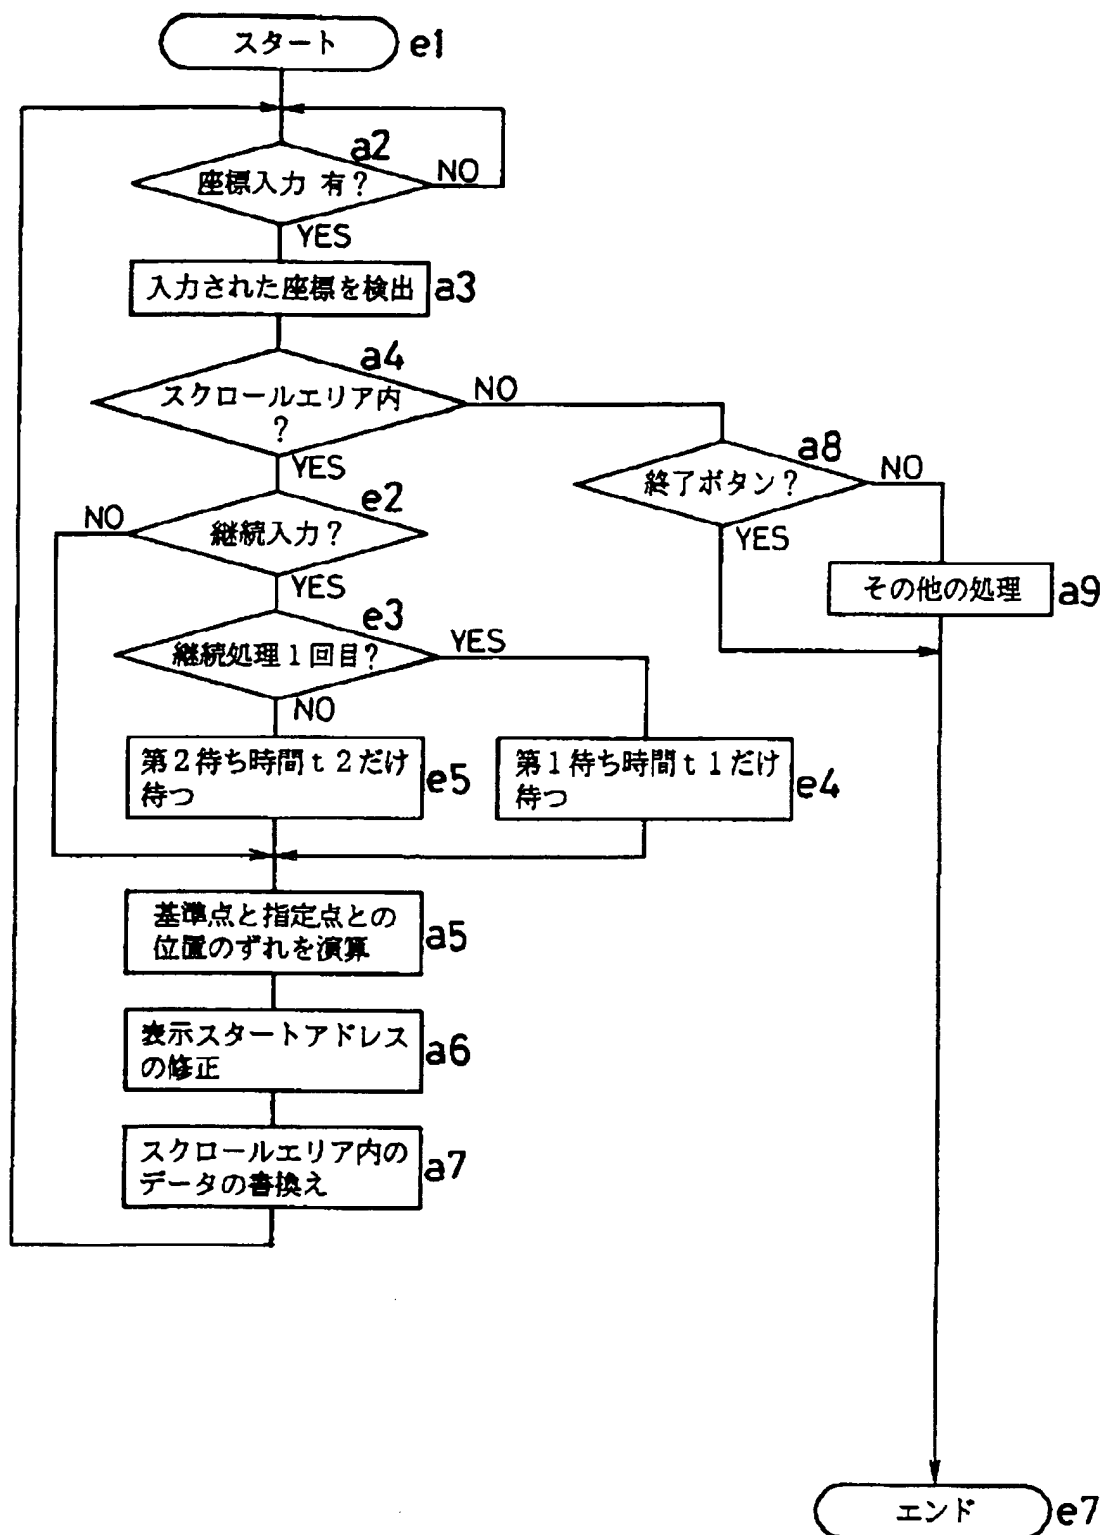 スタート
e1
a2
座標入力 有?
NO
YES
入力された座標を検出
a3
a4
スクロールエリア内
?
NO
YES
a8
終了ボタン?
NO
YES
e2
継続入力?
NO
YES
その他の処理
a9
e3
継続処理1回目?
YES
NO
第2待ち時間t2だけ
待つ
e5
第1待ち時間t1だけ
待つ
e4
基準点と指定点との
位置のずれを演算
a5
表示スタートアドレス
の修正
a6
スクロールエリア内の
データの書換え
a7
エンド
e7